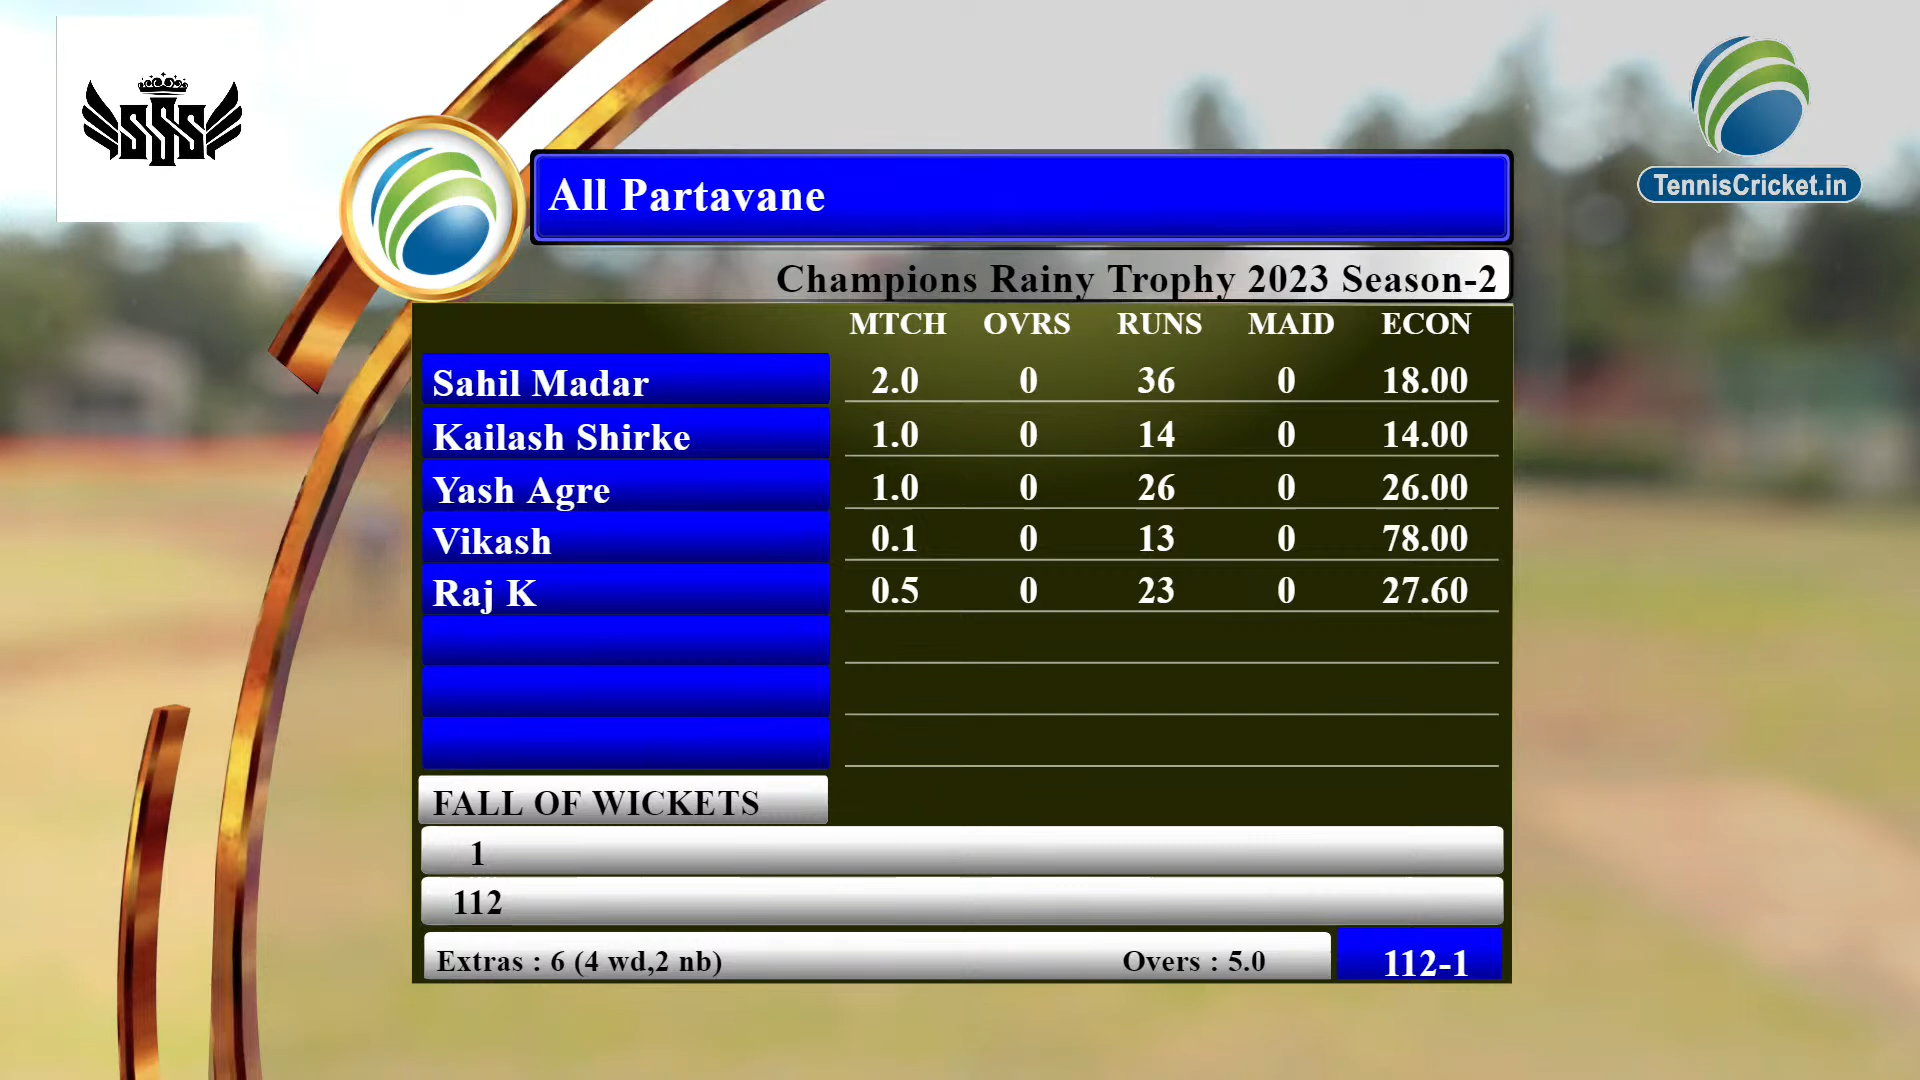 SSS
TennisCricket.in
All Partavane
Champions Rainy Trophy 2023 Season-2
MTCH OVRS RUNS MAID ECON
Sahil Madar 2.0 0 36 0 18.00
Kailash Shirke 1.0 0 14 0 14.00
Yash Agre 1.0 0 26 0 26.00
Vikash 0.1 0 13 0 78.00
Raj K 0.5 0 23 0 27.60
FALL OF WICKETS
1
112
Extras : 6 (4 wd,2 nb) Overs : 5.0 112-1